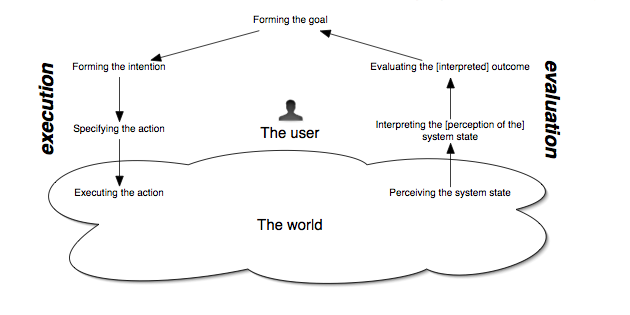 Forming the goal
execution
Forming the intention
Evaluating the [interpreted] outcome
evaluation
The user
Specifying the action
Interpreting the [perception of the]
system state
Executing the action
Perceiving the system state
The world